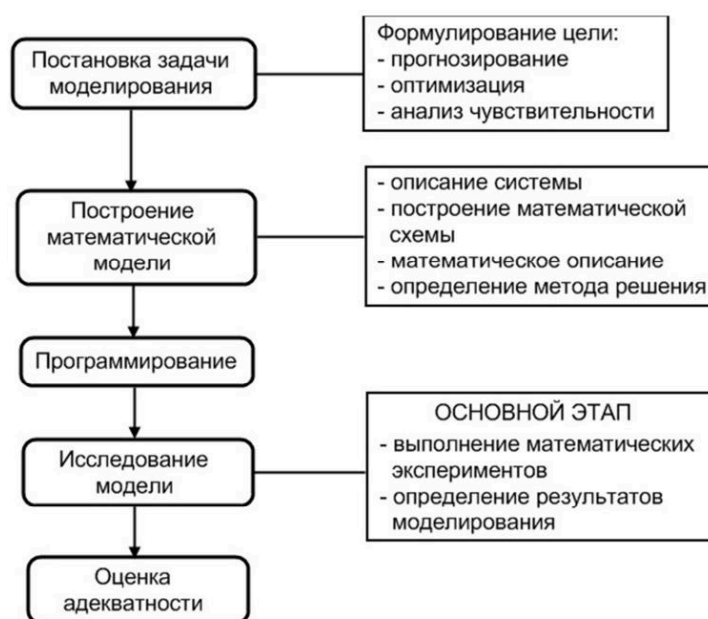 Постановка задачи
моделирования
Формулирование цели:
- прогнозирование
- оптимизация
- анализ чувствительности
Построение
математической
модели
- описание системы
- построение математической
схемы
- математическое описание
- определение метода решения
Программирование
Исследование
модели
ОСНОВНОЙ ЭТАП
- выполнение математических
экспериментов
- определение результатов
моделирования
Оценка
адекватности